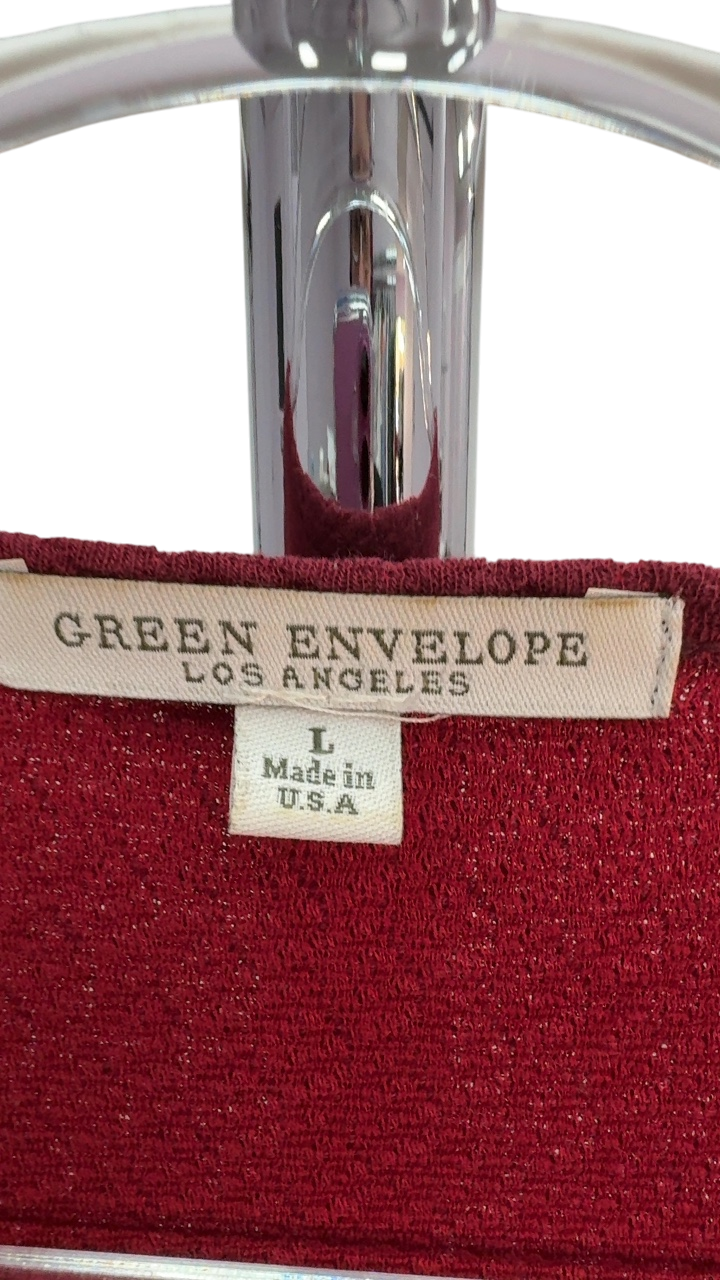 GREEN ENVELOPE
LOS ANGELES
L
Made in
U.S.A